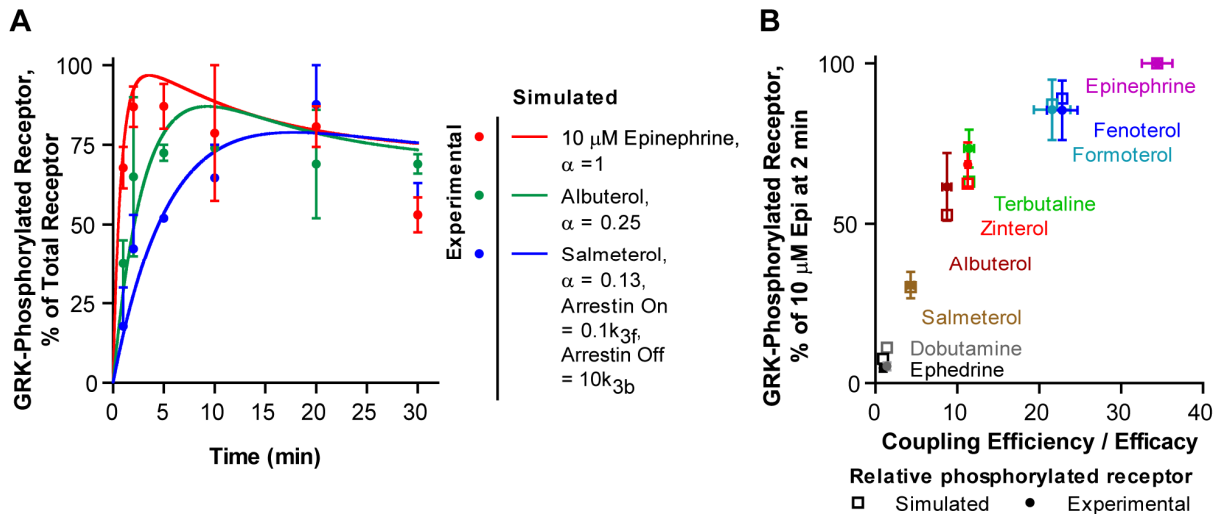 A
GRK-Phosphorylated Receptor,
% of Total Receptor
100
75
50
25
0
0 5 10 15 20 25 30
Time (min)
Experimental
Simulated
10 µM Epinephrine,
α =1
Albuterol,
α = 0.25
Salmeterol,
α = 0.13,
Arrestin On
= 0.1k3f,
Arrestin Off
= 10k3b
B
GRK-Phosphorylated Receptor,
% of 10 µM Epi at 2 min
100
50
0
Epinephrine
Fenoterol
Formoterol
Terbutaline
Zinterol
Albuterol
Salmeterol
Dobutamine
Ephedrine
0 10 20 30 40
Coupling Efficiency / Efficacy
Relative phosphorylated receptor
Simulated Experimental